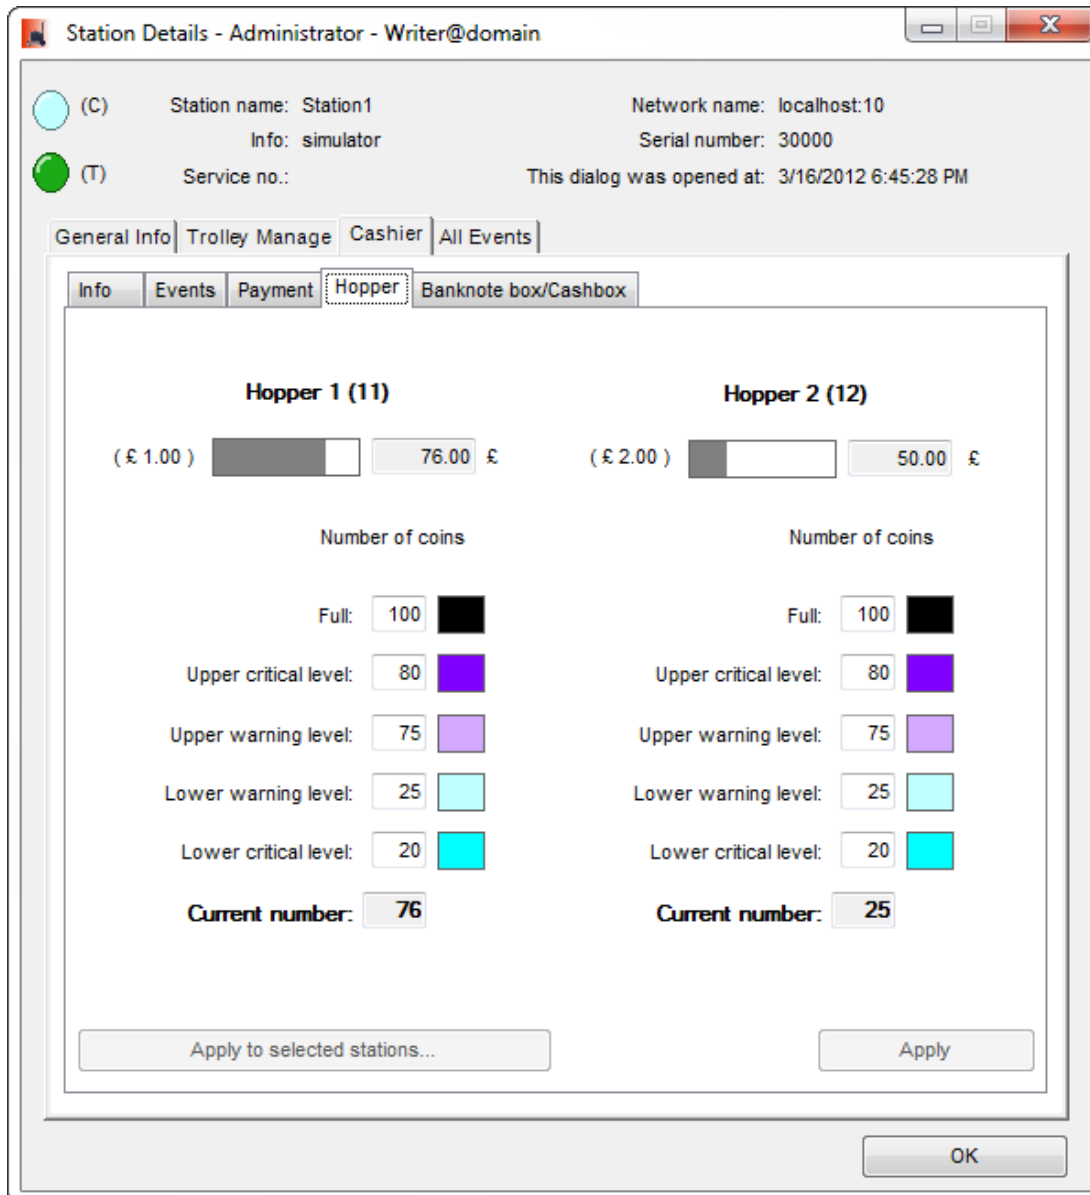 Station Details - Administrator - Writer@domain
(C) Station name: Station1 Network name: localhost:10
Info: simulator Serial number: 30000
(T) Service no.: This dialog was opened at: 3/16/2012 6:45:28 PM
General Info Trolley Manage Cashier All Events
Info Events Payment Hopper Banknote box/Cashbox
Hopper 1 (11) Hopper 2 (12)
( £ 1.00 ) 76.00 £ ( £ 2.00 ) 50.00 £
Number of coins Number of coins
Full: 100 Full: 100
Upper critical level: 80 Upper critical level: 80
Upper warning level: 75 Upper warning level: 75
Lower warning level: 25 Lower warning level: 25
Lower critical level: 20 Lower critical level: 20
Current number: 76 Current number: 25
Apply to selected stations... Apply
OK